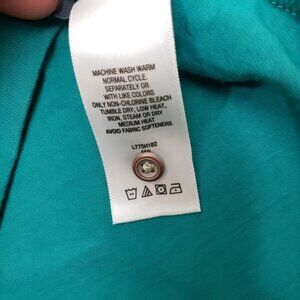 MACHINE WASH WARM
NORMAL CYCLE.
SEPARATELY OR
WITH LIKE COLORS
ONLY NON-CHLORINE BLEACH
TUMBLE DRY, LOW HEAT,
IRON, STEAM OR DRY
MEDIUM HEAT
AVOID FABRIC SOFTENERS
L77SH182